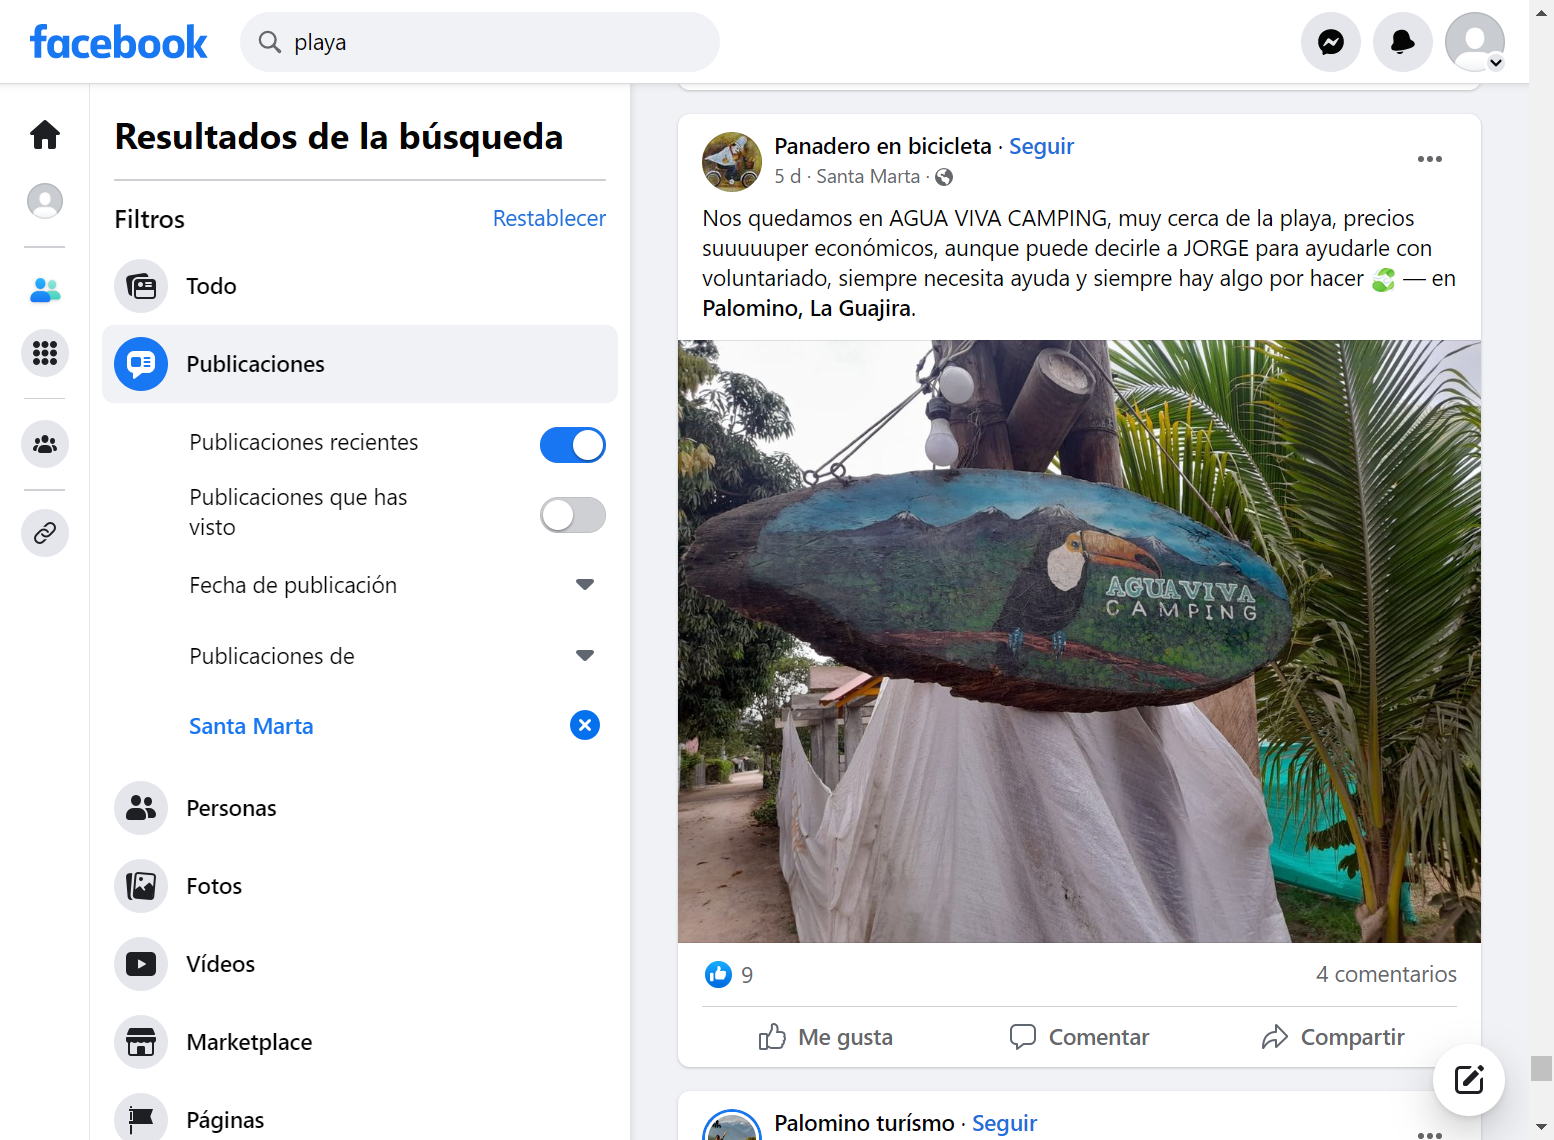 facebook
playa
Resultados de la búsqueda
Filtros
Restablecer
Todo
Publicaciones
Publicaciones recientes
Publicaciones que has
visto
Fecha de publicación
Publicaciones de
Santa Marta
Personas
Fotos
Vídeos
Marketplace
Páginas
Panadero en bicicleta · Seguir
5 d · Santa Marta ·
Nos quedamos en AGUA VIVA CAMPING, muy cerca de la playa, precios
suuuuuper económicos, aunque puede decirle a JORGE para ayudarle con
voluntariado, siempre necesita ayuda y siempre hay algo por hacer — en
Palomino, La Guajira.
AGUAVIVA
CAMPING
9
4 comentarios
Me gusta
Comentar
Compartir
Palomino turísmo · Seguir